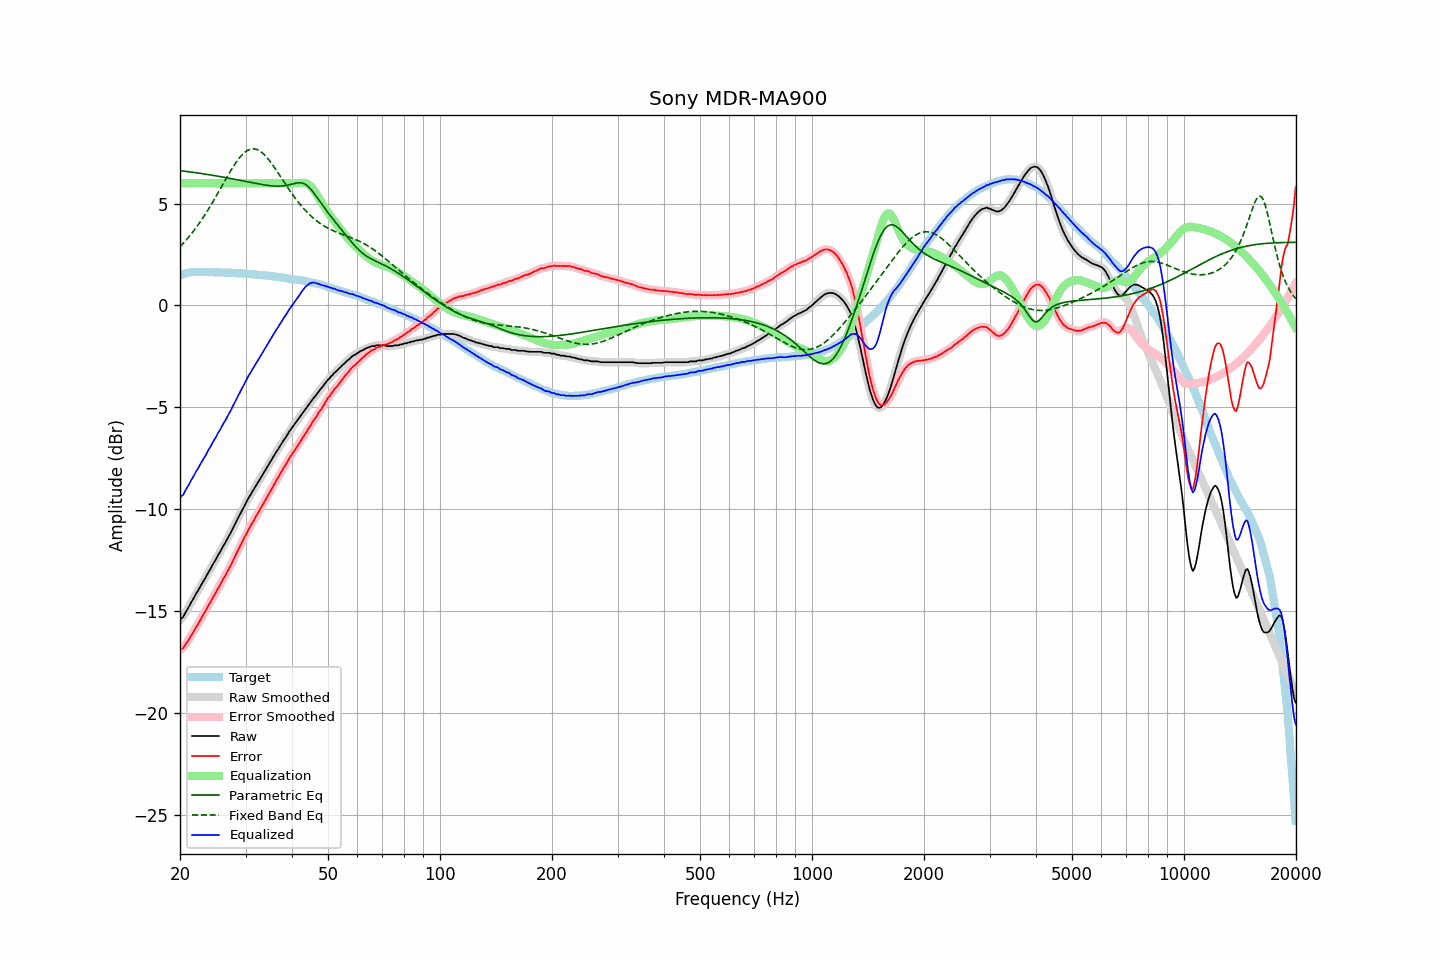 Sony MDR-MA900
Amplitude (dBr)
5
0
−5
−10
−15
−20
−25
Target
Raw Smoothed
Error Smoothed
Raw
Error
Equalization
Parametric Eq
Fixed Band Eq
Equalized
20
50
100
200
500
1000
2000
5000
10000
20000
Frequency (Hz)